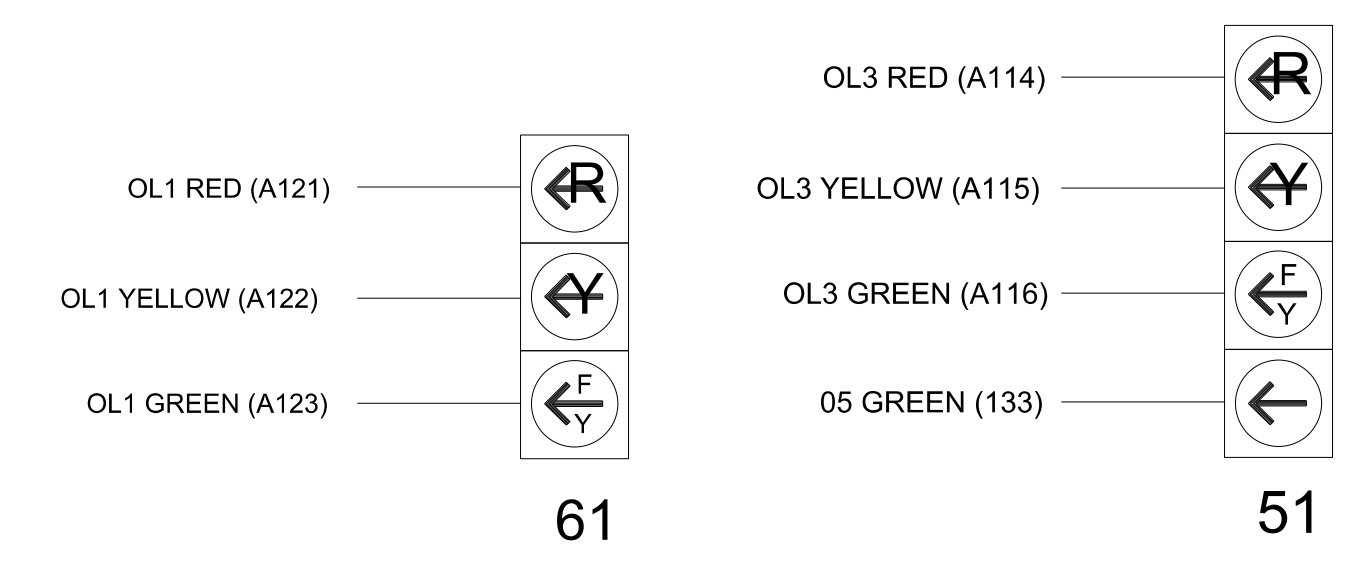 OL1 RED (A121)
R
OL1 YELLOW (A122)
Y
OL1 GREEN (A123)
F
Y
61
OL3 RED (A114)
R
OL3 YELLOW (A115)
Y
OL3 GREEN (A116)
F
Y
05 GREEN (133)
51